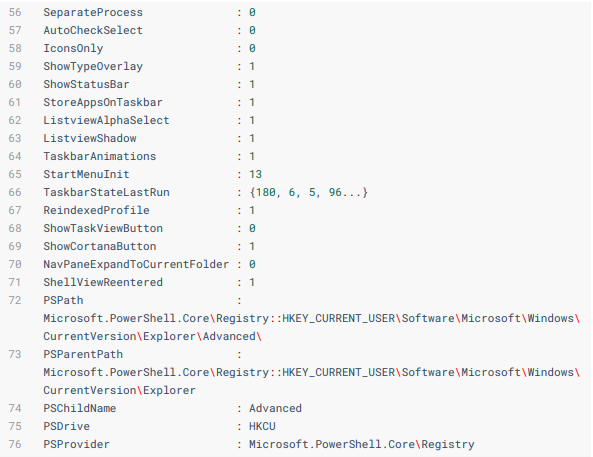 56 SeparateProcess : 0
57 AutoCheckSelect : 0
58 IconsOnly : 0
59 ShowTypeOverlay : 1
60 ShowStatusBar : 1
61 StoreAppsOnTaskbar : 1
62 ListviewAlphaSelect : 1
63 ListviewShadow : 1
64 TaskbarAnimations : 1
65 StartMenuInit : 13
66 TaskbarStateLastRun : {180, 6, 5, 96...}
67 ReindexedProfile : 1
68 ShowTaskViewButton : 0
69 ShowCortanaButton : 1
70 NavPaneExpandToCurrentFolder : 0
71 ShellViewReentered : 1
72 PSPath :
Microsoft.PowerShell.Core\Registry::HKEY_CURRENT_USER\Software\Microsoft\Windows\
CurrentVersion\Explorer\Advanced\
73 PSParentPath :
Microsoft.PowerShell.Core\Registry::HKEY_CURRENT_USER\Software\Microsoft\Windows\
CurrentVersion\Explorer
74 PSChildName : Advanced
75 PSDrive : HKCU
76 PSProvider : Microsoft.PowerShell.Core\Registry